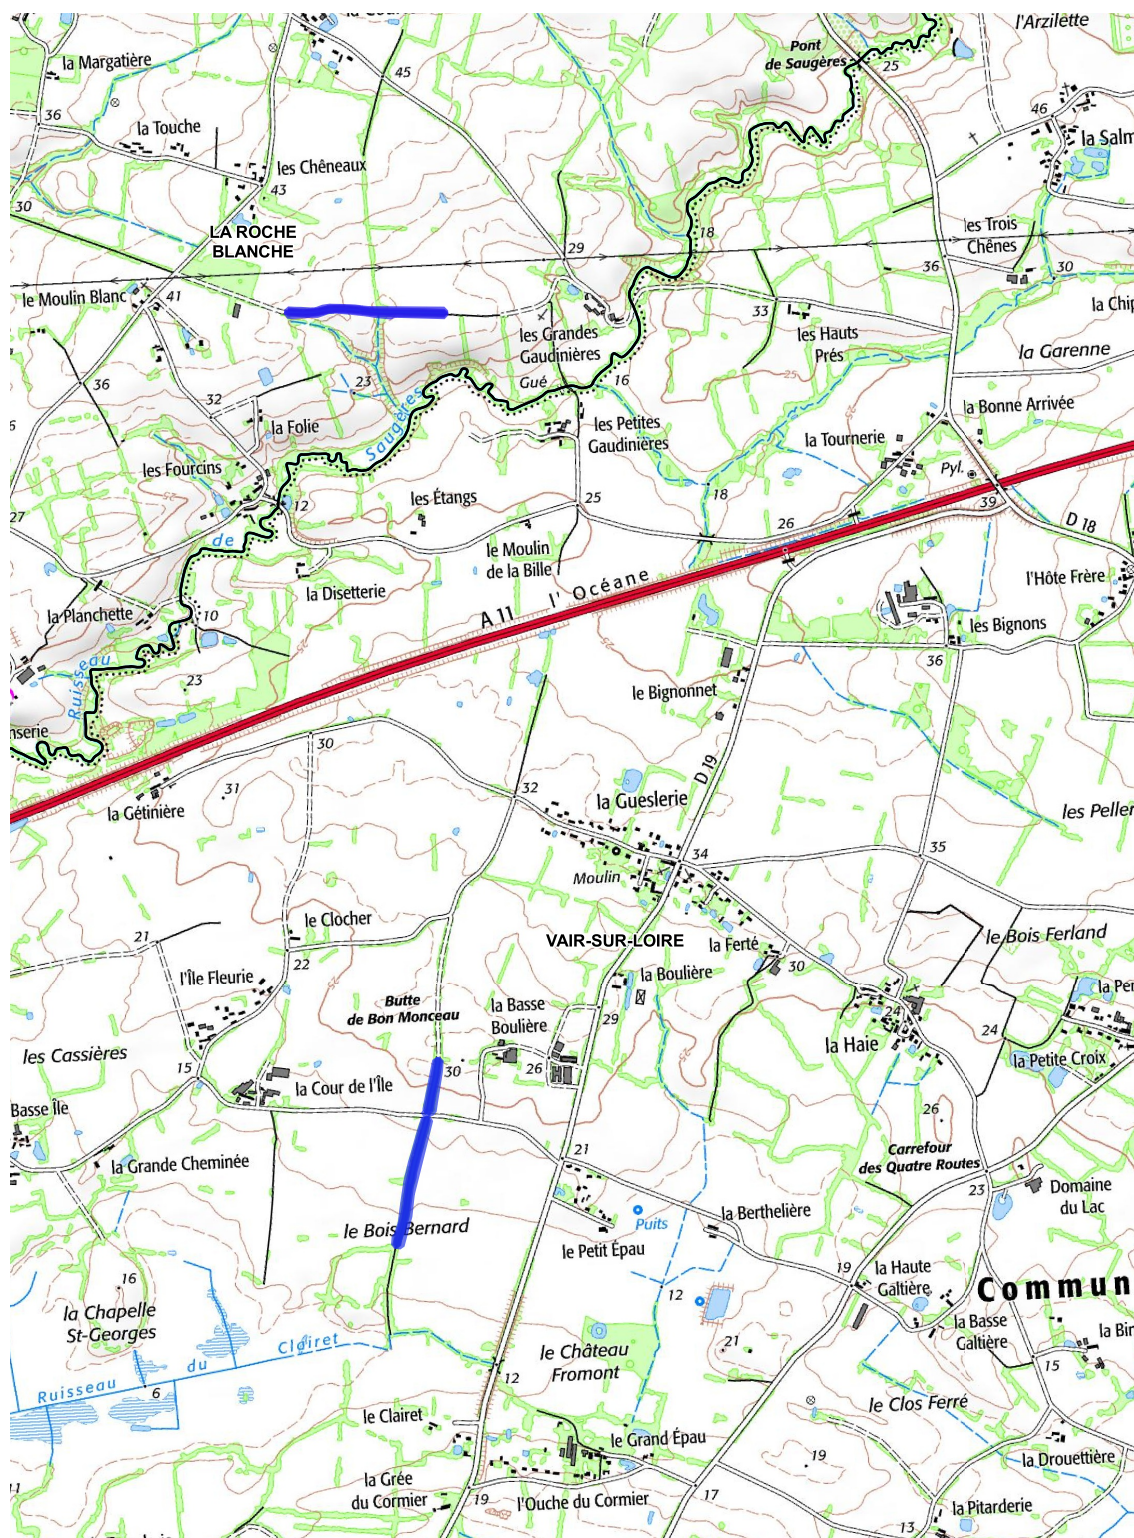 l'Arzilette
Pont
de Saugères
25
la Margatière
45
36
la Touche
46
la Salm
les Chêneaux
43
30
LA ROCHE
BLANCHE
18
29
les Trois
Chênes
36
30
le Moulin Blanc
41
33
les Hauts
Prés
la Chip
les Grandes
Gaudinières
la Garenne
36
23
Gué
16
25
32
la Bonne Arrivée
6
la Folie
Saugères
les Petites
Gaudinières
la Tournerie
les Fourcins
Pyl.
12
les Étangs
25
18
39
27
26
D 18
de
le Moulin
de la Bille
l'Hôte Frère
la Disetterie
A 11 l'Océane
la Planchette
10
les Bignons
36
Ruisseau
23
le Bignonnet
nserie
30
D 19
31
32
la Gueslerie
la Gétinière
les Peller
34
35
Moulin
le Clocher
21
VAIR-SUR-LOIRE
la Ferté
le Bois Ferland
22
30
l'Île Fleurie
la Boulière
la Pe
Butte
de Bon Monceau
la Basse
Boulière
29
24
24
les Cassières
la Haie
la Petite Croix
15
30
26
la Cour de l'Île
Basse Île
26
la Grande Cheminée
21
Carrefour
des Quatre Routes
23
Domaine
du Lac
la Berthelière
le Bois Bernard
Puits
le Petit Épau
19
la Haute
Galtière
16
12
Commun
la Chapelle
St-Georges
la Basse
Galtière
la Bir
21
le Château
Fromont
15
Ruisseau du Clairet
6
12
le Clos Ferré
le Clairet
le Grand Épau
19
la Drouettière
la Grée
du Cormier
19
l'Ouche du Cormier
17
la Pitarderie
13